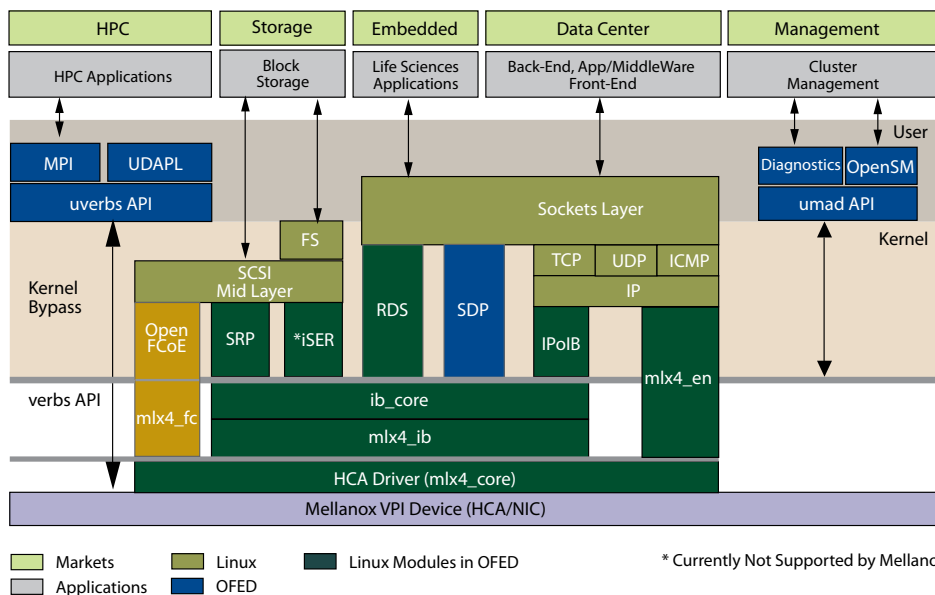 HPC
Storage
Embedded
Data Center
Management
HPC Applications
Block
Storage
Life Sciences
Applications
Back-End, App/MiddleWare
Front-End
Cluster
Management
User
MPI
UDAPL
Diagnostics
OpenSM
uverbs API
umad API
Sockets Layer
Kernel
FS
TCP
UDP
ICMP
SCSI
Mid Layer
IP
Kernel
Bypass
Open
FCoE
SRP
*iSER
RDS
SDP
IPoIB
mlx4_en
verbs API
ib_core
mlx4_fc
mlx4_ib
HCA Driver (mlx4_core)
Mellanox VPI Device (HCA/NIC)
Markets
Linux
Linux Modules in OFED
* Currently Not Supported by Mellano
Applications
OFED